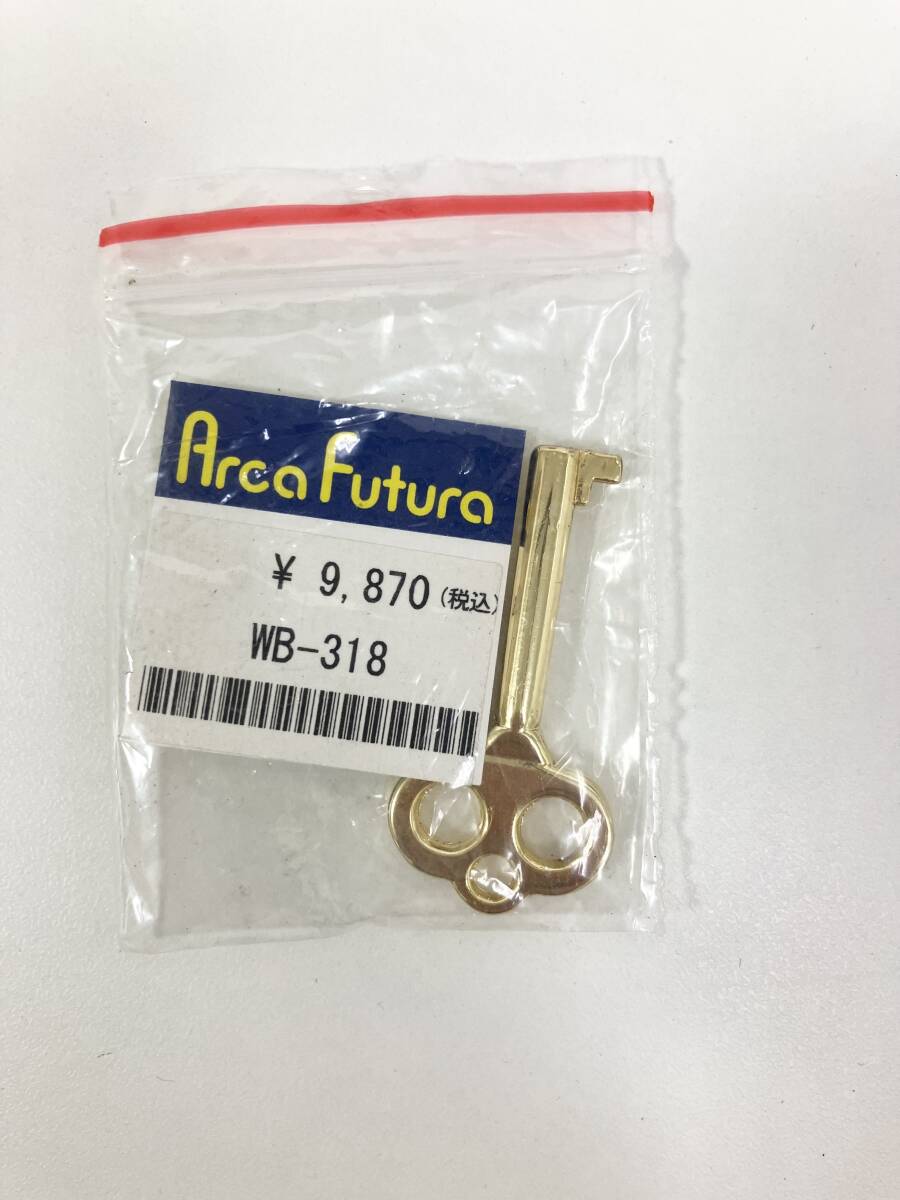 Arca Futura
¥ 9,870(税込)
WB-318